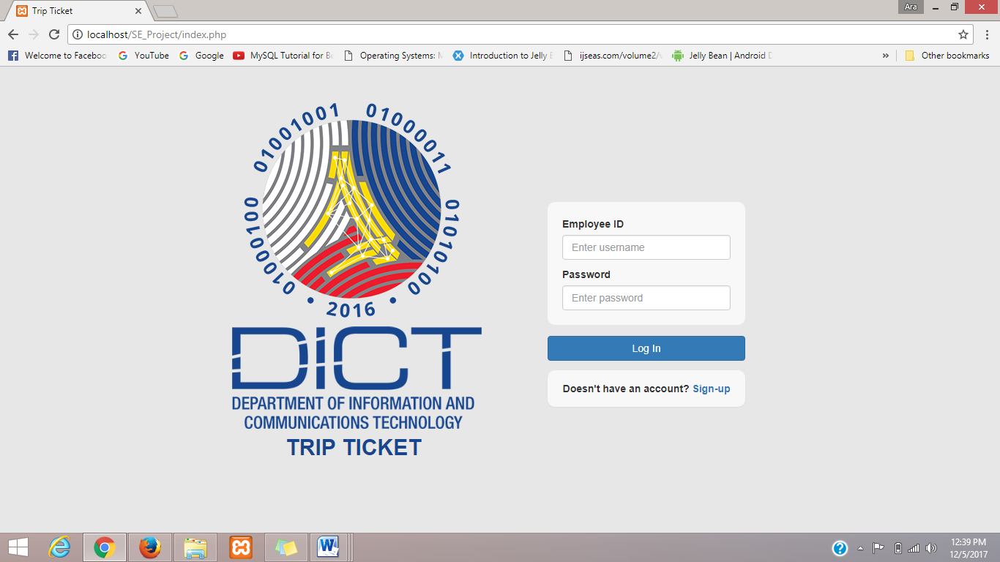 Trip Ticket
Ara
localhost/SE_Project/index.php
Welcome to Faceboo
YouTube
Google
MySQL Tutorial for Be
Operating Systems: M
Introduction to Jelly B
ijseas.com/volume2/v
Jelly Bean | Android D
»
Other bookmarks
01000100 01001001 01000011 01010100
• 2016 •
DICT
DEPARTMENT OF INFORMATION AND
COMMUNICATIONS TECHNOLOGY
TRIP TICKET
Employee ID
Enter username
Password
Enter password
Log In
Doesn't have an account? Sign-up
12:39 PM
12/5/2017